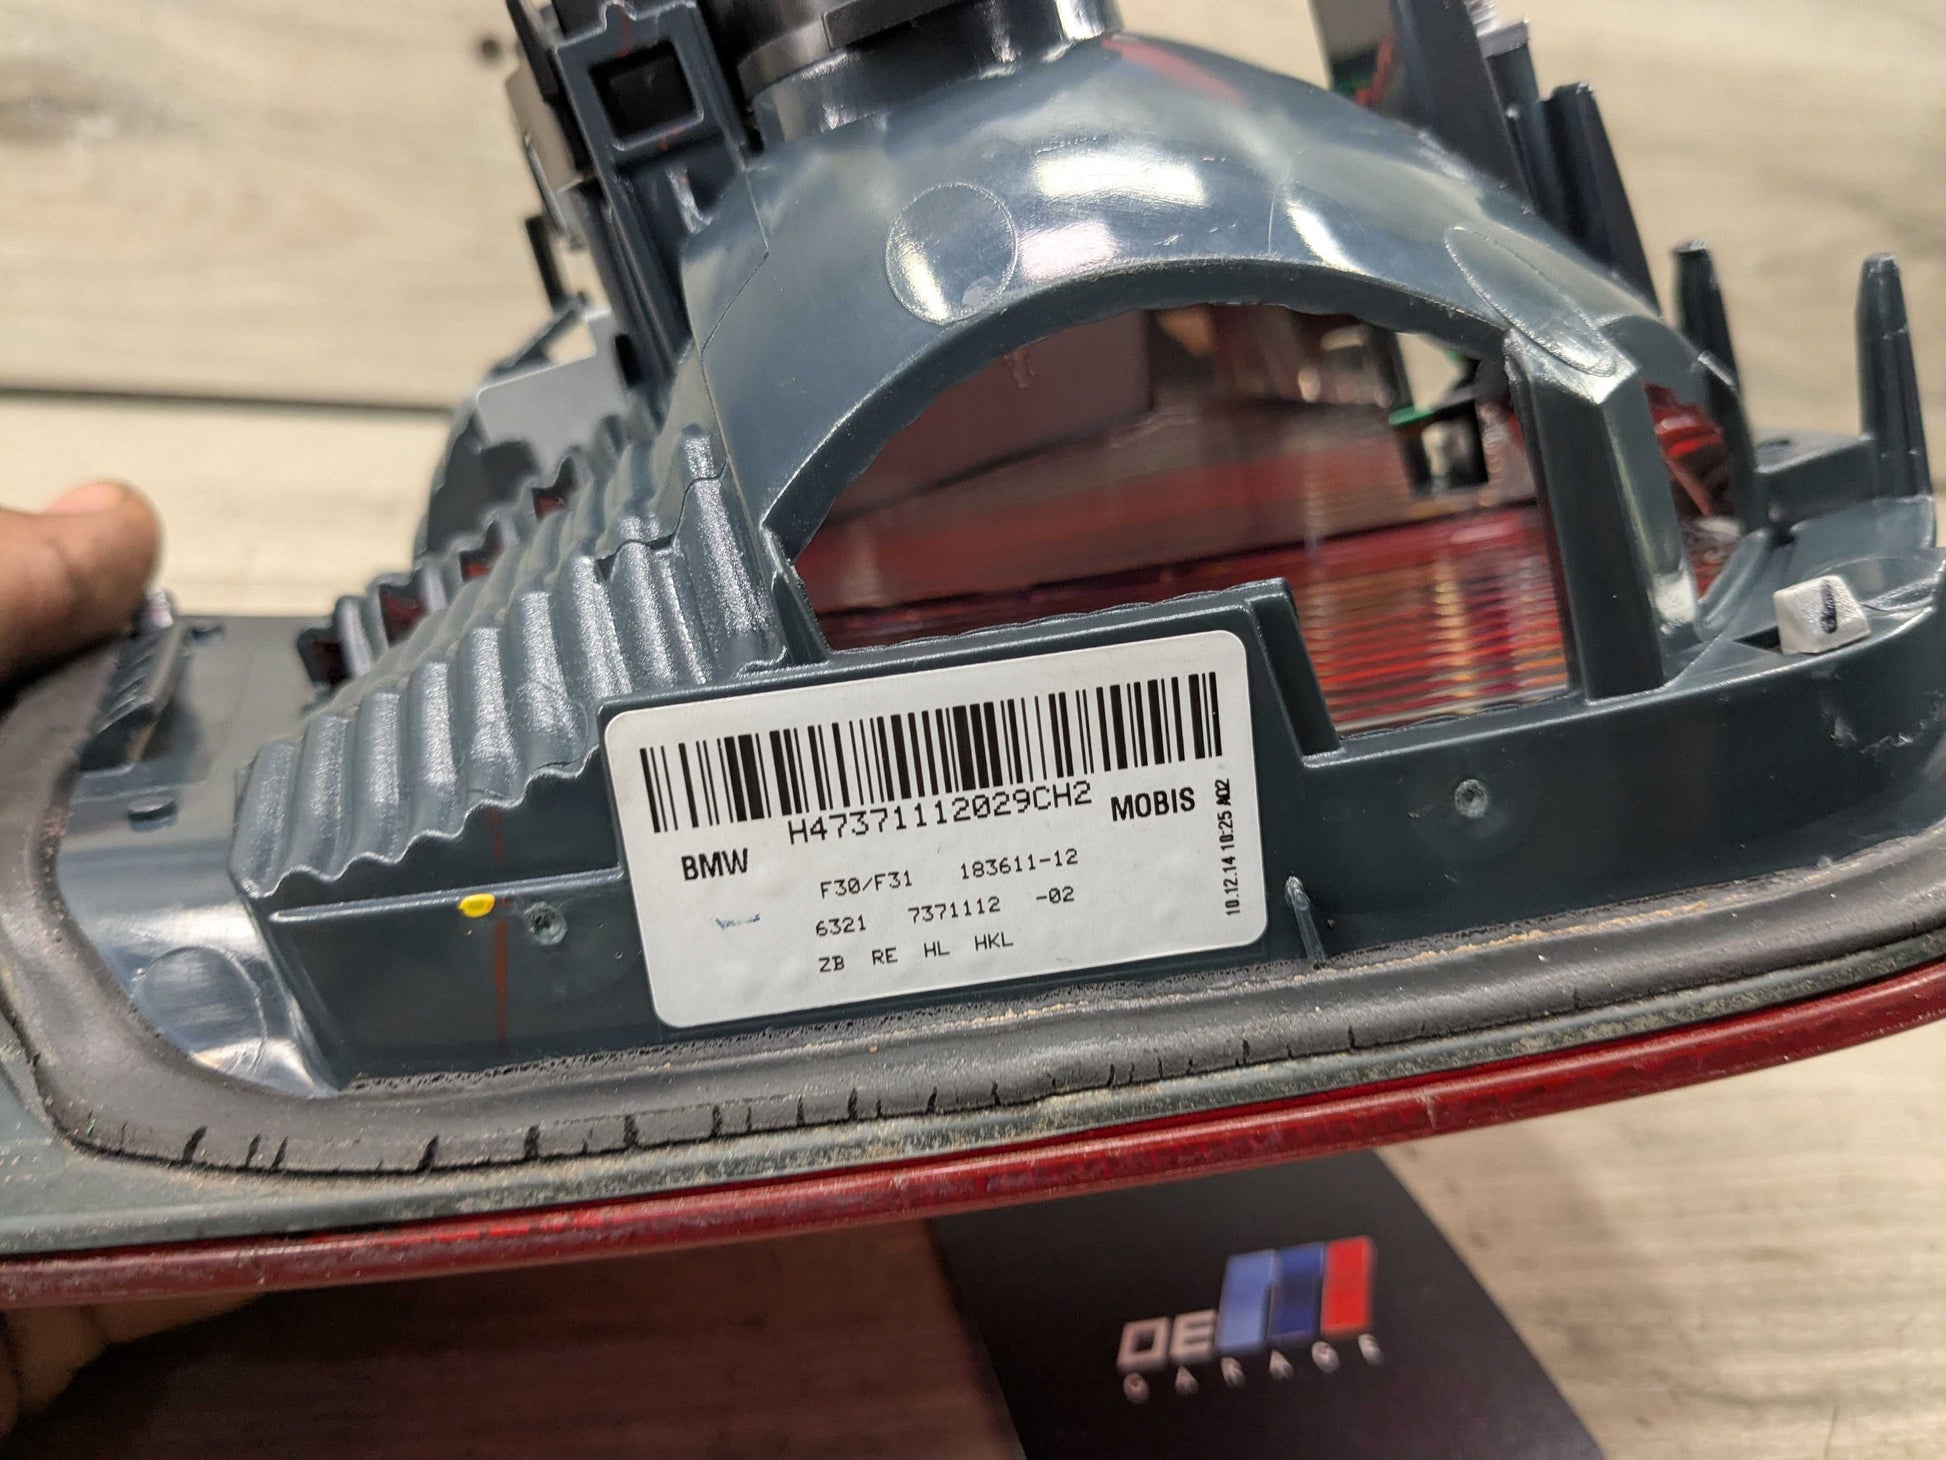 H47371112029CH2
BMW
MOBIS
F30/F31 183611-12
6321 7371112 -02
ZB RE HL HKL
10.12.14 10:25 A02
OEM
GARAGE